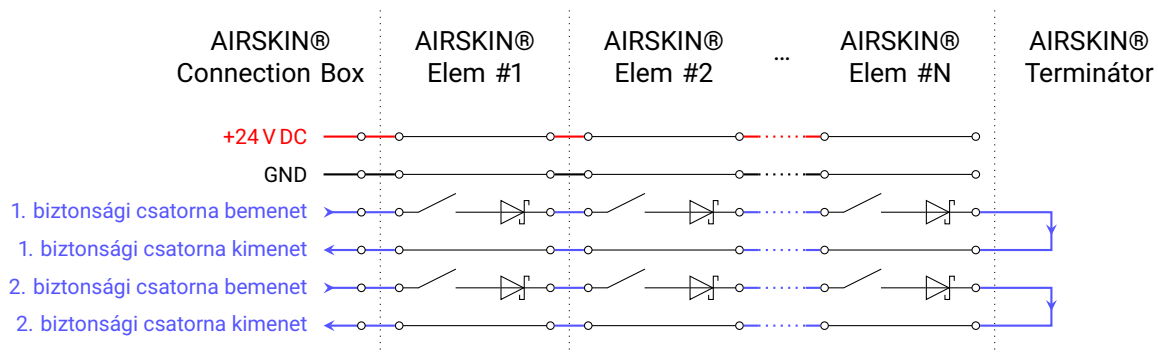 AIRSKIN®
Connection Box
AIRSKIN®
Elem #1
AIRSKIN®
Elem #2
...
AIRSKIN®
Elem #N
AIRSKIN®
Terminátor
+24 V DC
GND
1. biztonsági csatorna bemenet
1. biztonsági csatorna kimenet
2. biztonsági csatorna bemenet
2. biztonsági csatorna kimenet